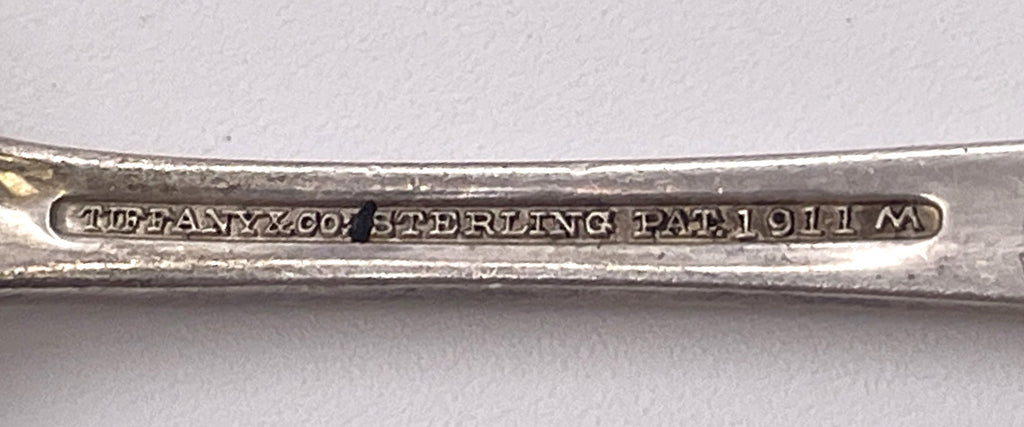 TIFFANY & CO. STERLING PAT. 1911 M